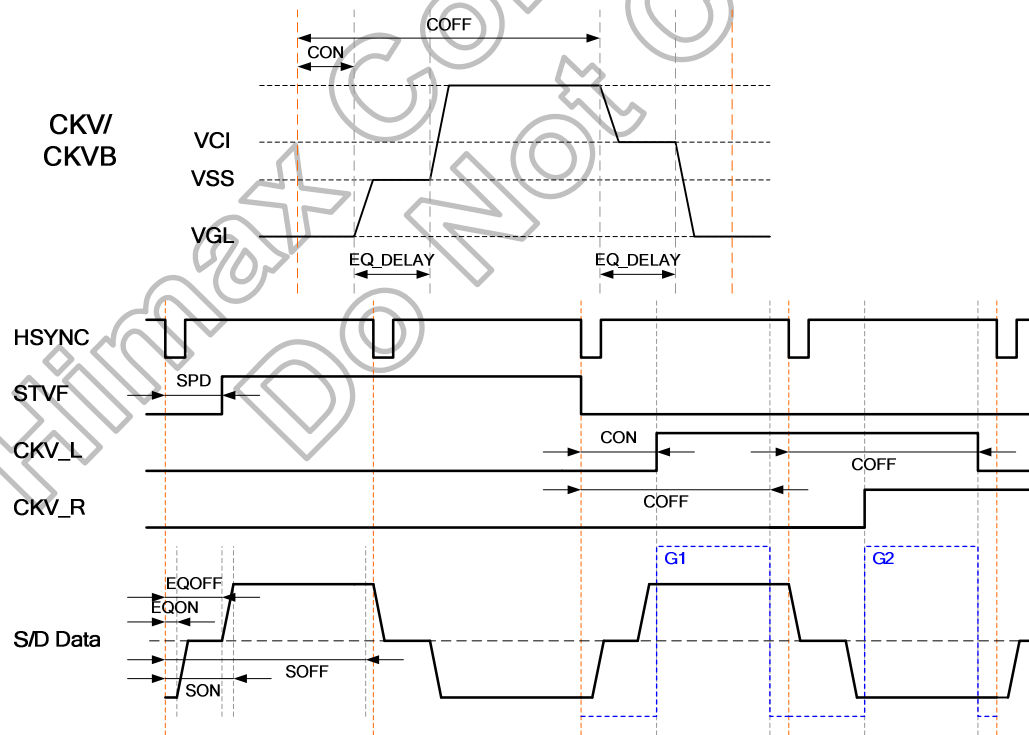 COFF
CON
CKV/
CKVB
VCI
VSS
VGL
EQ_DELAY
EQ_DELAY
HSYNC
STVF
SPD
CKV_L
CON
COFF
CKV_R
COFF
G1
G2
EQOFF
EQON
S/D Data
SOFF
SON
Himax Co
Do Not